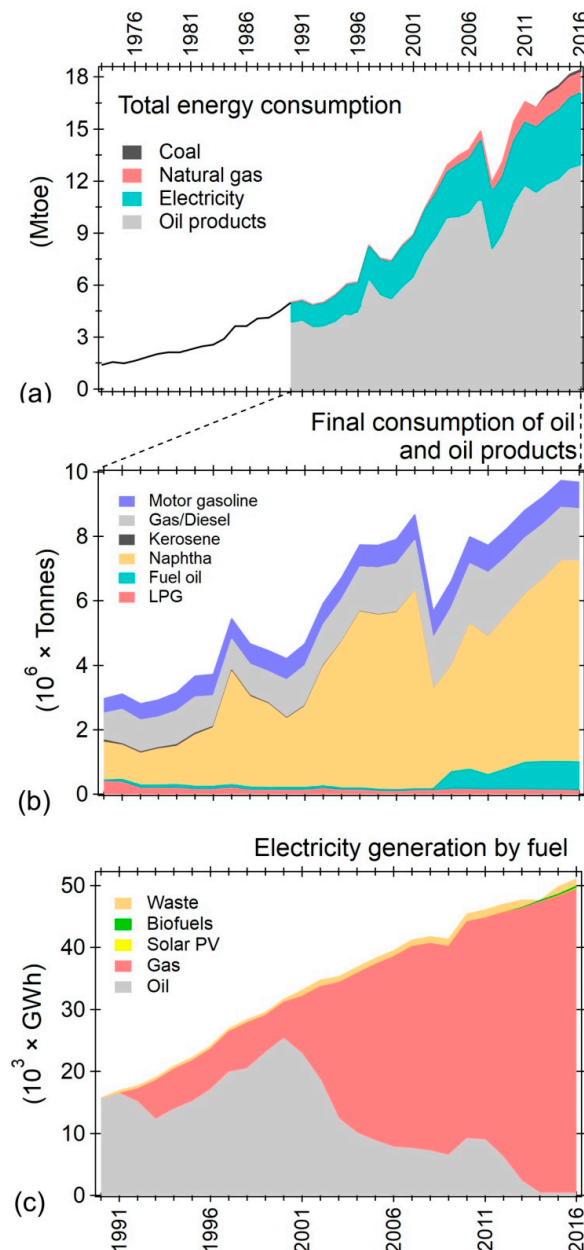 1976
1981
1986
1991
1996
2001
2006
2011
2016
18
15
12
9
6
3
0
(Mtoe)
Total energy consumption
Coal
Natural gas
Electricity
Oil products
(a)
Final consumption of oil
and oil products
10
8
6
4
2
0
(10⁶ × Tonnes)
Motor gasoline
Gas/Diesel
Kerosene
Naphtha
Fuel oil
LPG
(b)
Electricity generation by fuel
50
40
30
20
10
0
(10³ × GWh)
Waste
Biofuels
Solar PV
Gas
Oil
(c)
1991
1996
2001
2006
2011
2016